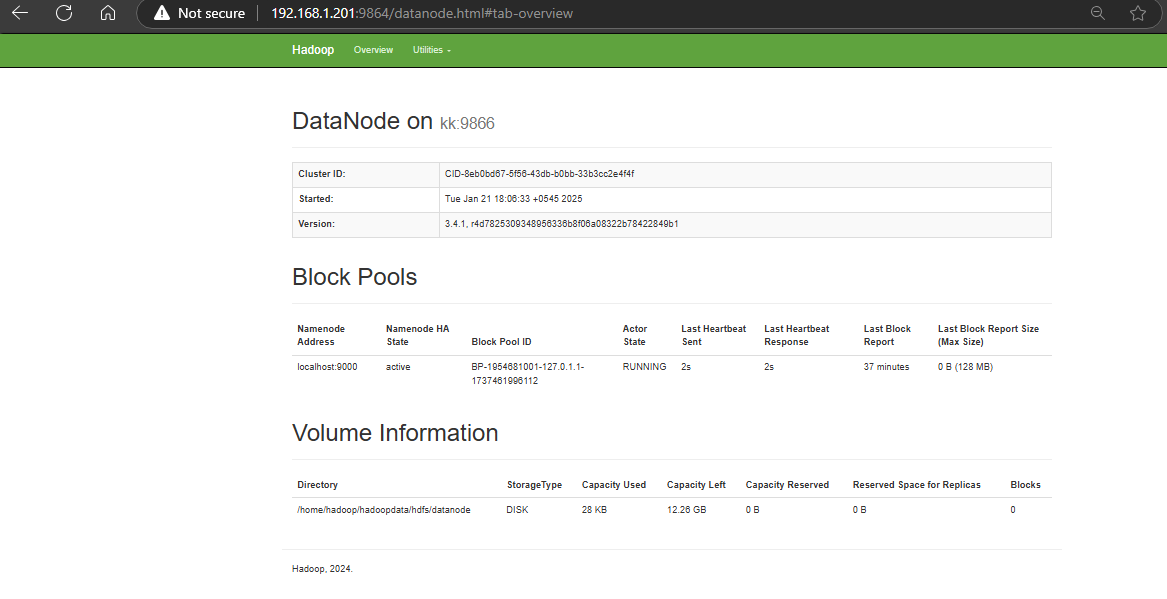 Not secure 192.168.1.201:9864/datanode.html#tab-overview
Hadoop Overview Utilities
DataNode on kk:9866
Cluster ID: CID-8eb0bd67-5f56-43db-b0bb-33b3cc2e4f4f
Started: Tue Jan 21 18:06:33 +0545 2025
Version: 3.4.1, r4d7825309348956336b8f06a08322b78422849b1
Block Pools
Namenode Address Namenode HA State Block Pool ID Actor State Last Heartbeat Sent Last Heartbeat Response Last Block Report Last Block Report Size (Max Size)
localhost:9000 active BP-1954681001-127.0.1.1-1737461996112 RUNNING 2s 2s 37 minutes 0 B (128 MB)
Volume Information
Directory StorageType Capacity Used Capacity Left Capacity Reserved Reserved Space for Replicas Blocks
/home/hadoop/hadoopdata/hdfs/datanode DISK 28 KB 12.26 GB 0 B 0 B 0
Hadoop, 2024.